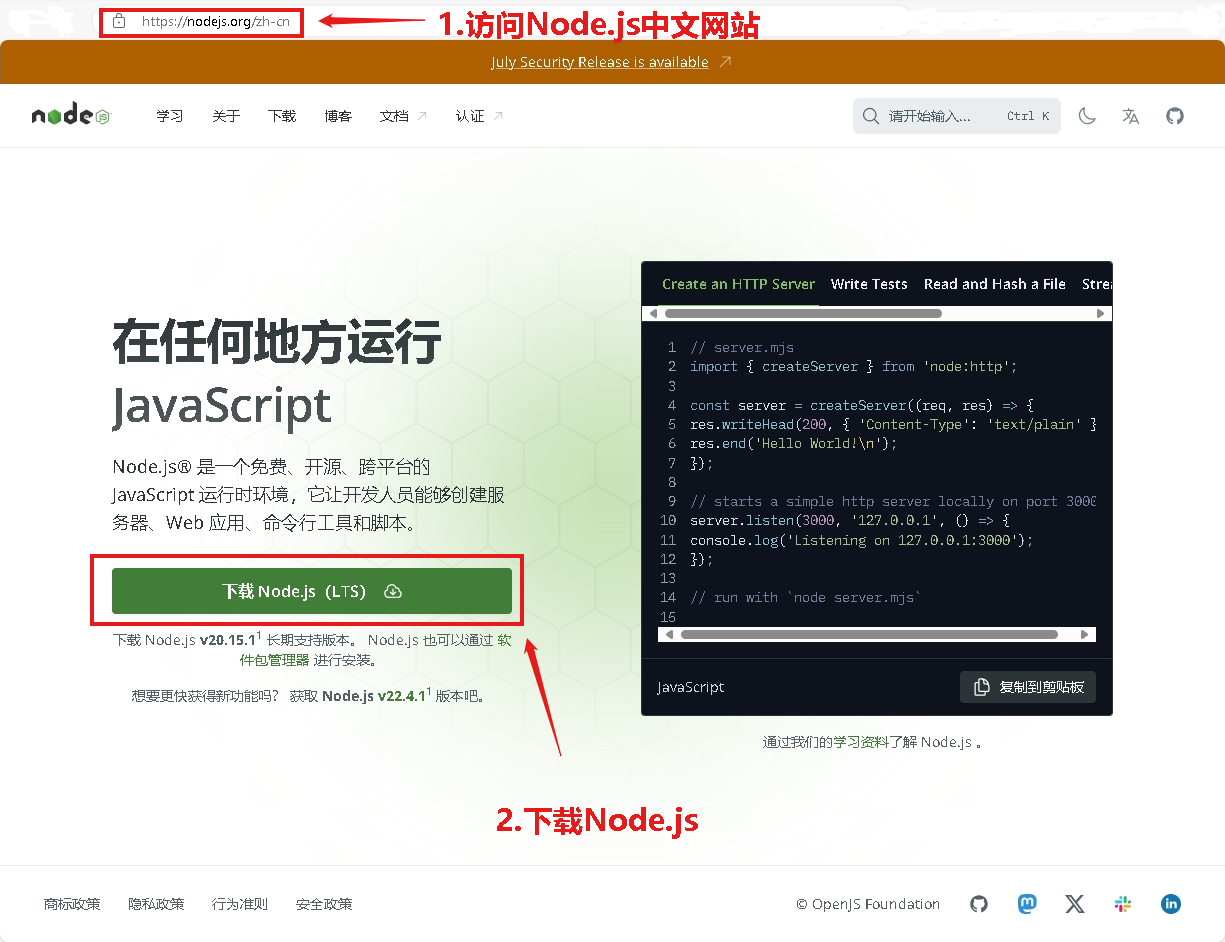 https://nodejs.org/zh-cn
1.访问Node.js中文网站
July Security Release is available
node JS
学习 关于 下载 博客 文档 认证
请开始输入... Ctrl K
在任何地方运行
JavaScript
Node.js® 是一个免费、开源、跨平台的
JavaScript 运行时环境，它让开发人员能够创建服
务器、Web 应用、命令行工具和脚本。
下载 Node.js（LTS）
下载 Node.js v20.15.1¹ 长期支持版本。 Node.js 也可以通过 软
件包管理器 进行安装。
想要更快获得新功能吗？ 获取 Node.js v22.4.1¹ 版本吧。
Create an HTTP Server Write Tests Read and Hash a File Strea
1 // server.mjs
2 import { createServer } from 'node:http';
3
4 const server = createServer((req, res) => {
5 res.writeHead(200, { 'Content-Type': 'text/plain' }
6 res.end('Hello World!\n');
7 });
8
9 // starts a simple http server locally on port 3000
10 server.listen(3000, '127.0.0.1', () => {
11 console.log('Listening on 127.0.0.1:3000');
12 });
13
14 // run with `node server.mjs`
15
JavaScript
复制到剪贴板
通过我们的学习资料了解 Node.js 。
2.下载Node.js
商标政策 隐私政策 行为准则 安全政策
© OpenJS Foundation
in